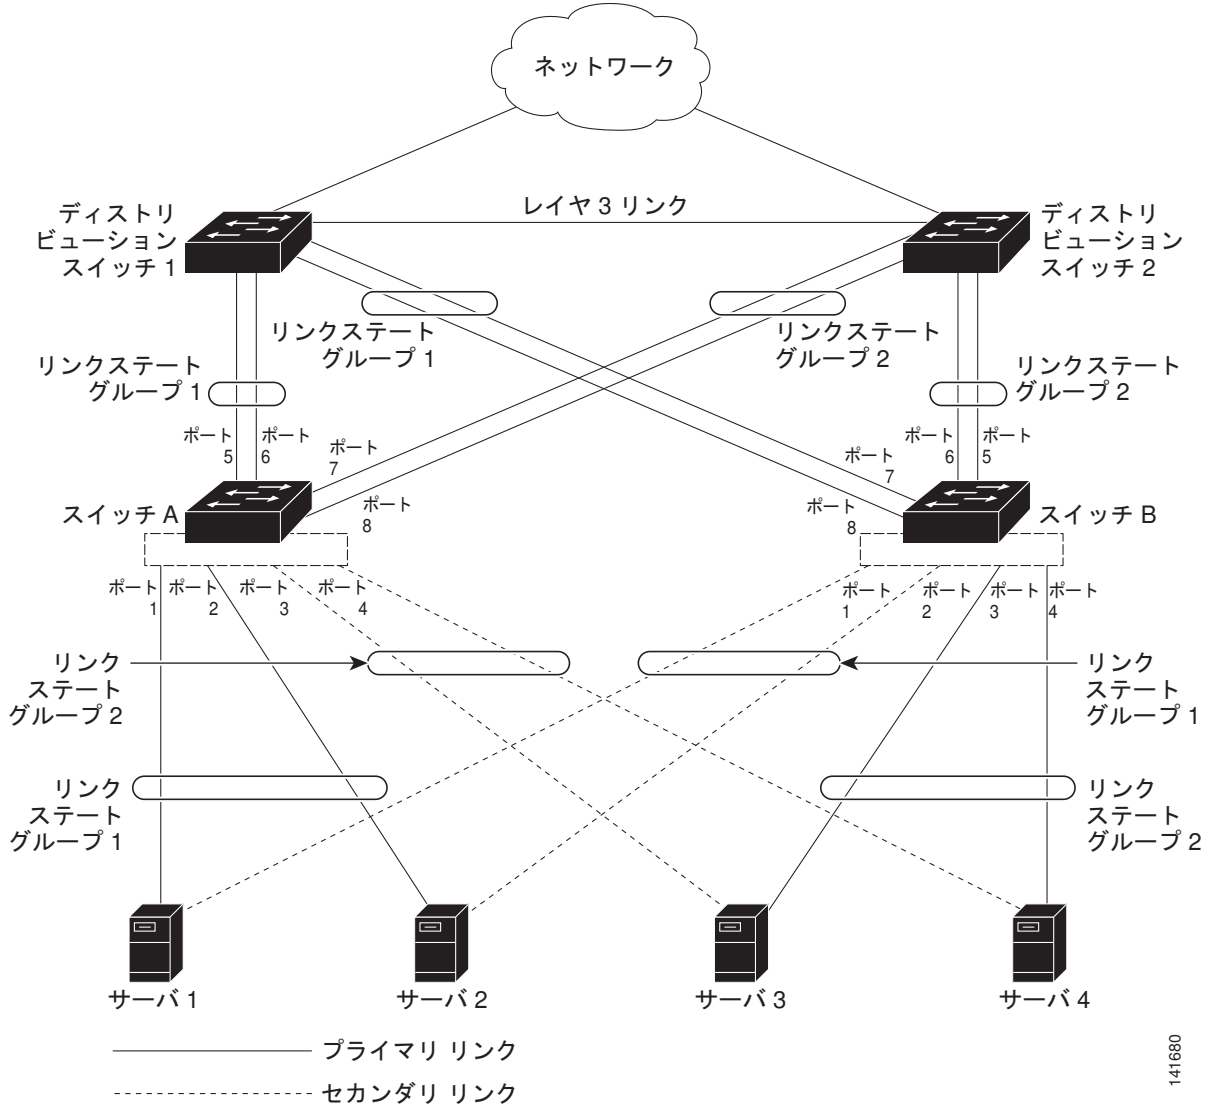 ネットワーク
レイヤ 3 リンク
ディストリ
ビューション
スイッチ 1
ディストリ
ビューション
スイッチ 2
リンクステート
グループ 1
リンクステート
グループ 2
リンクステート
グループ 1
リンクステート
グループ 2
ポート
5
ポート
6
ポート
7
ポート
8
ポート
7
ポート
6
ポート
5
ポート
8
スイッチ A
スイッチ B
ポート
1
ポート
2
ポート
3
ポート
4
ポート
1
ポート
2
ポート
3
ポート
4
リンク
ステート
グループ 2
リンク
ステート
グループ 1
リンク
ステート
グループ 1
リンク
ステート
グループ 2
サーバ 1
サーバ 2
サーバ 3
サーバ 4
プライマリ リンク
セカンダリ リンク
141680